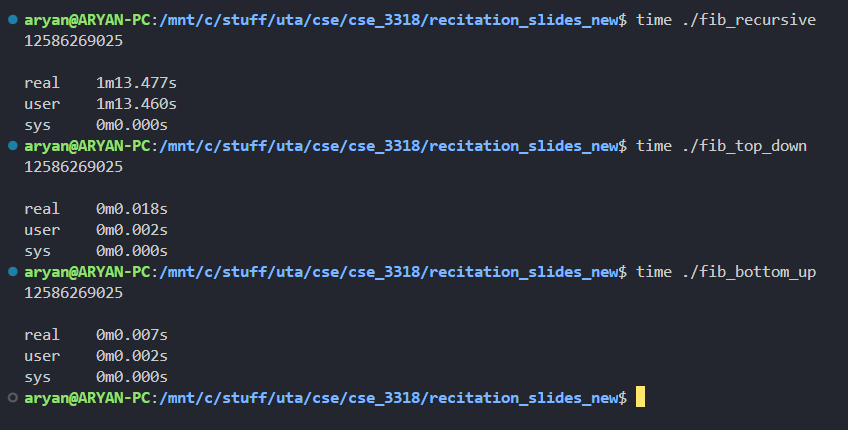 aryan@ARYAN-PC:/mnt/c/stuff/uta/cse/cse_3318/recitation_slides_new$ time ./fib_recursive
12586269025
real    1m13.477s
user    1m13.460s
sys     0m0.000s
aryan@ARYAN-PC:/mnt/c/stuff/uta/cse/cse_3318/recitation_slides_new$ time ./fib_top_down
12586269025
real    0m0.018s
user    0m0.002s
sys     0m0.000s
aryan@ARYAN-PC:/mnt/c/stuff/uta/cse/cse_3318/recitation_slides_new$ time ./fib_bottom_up
12586269025
real    0m0.007s
user    0m0.002s
sys     0m0.000s
aryan@ARYAN-PC:/mnt/c/stuff/uta/cse/cse_3318/recitation_slides_new$